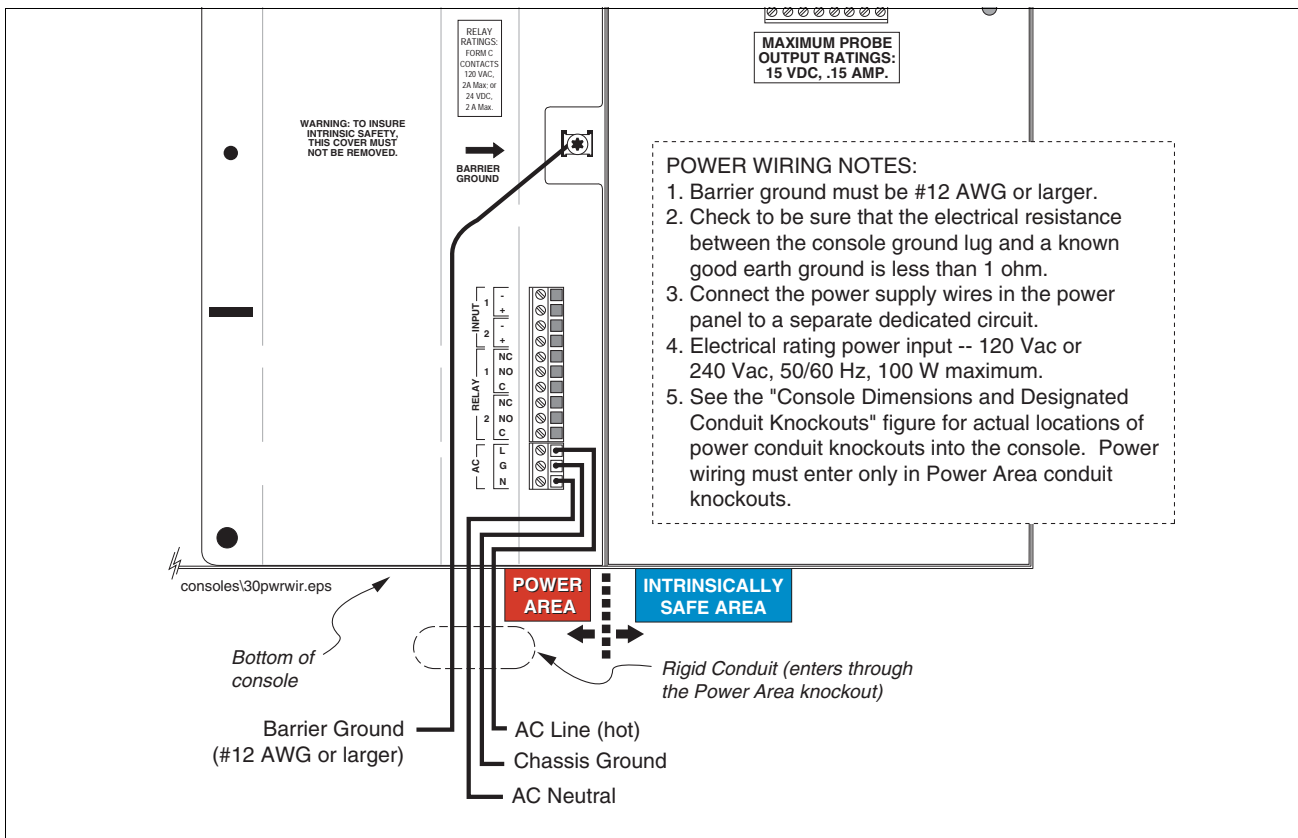 RELAY
RATINGS:
FORM C
CONTACTS
120 VAC,
2A Max; or
24 VDC,
2 A Max.
MAXIMUM PROBE
OUTPUT RATINGS:
15 VDC, .15 AMP.
WARNING: TO INSURE
INTRINSIC SAFETY,
THIS COVER MUST
NOT BE REMOVED.
BARRIER
GROUND
POWER WIRING NOTES:
1. Barrier ground must be #12 AWG or larger.
2. Check to be sure that the electrical resistance
between the console ground lug and a known
good earth ground is less than 1 ohm.
3. Connect the power supply wires in the power
panel to a separate dedicated circuit.
4. Electrical rating power input -- 120 Vac or
240 Vac, 50/60 Hz, 100 W maximum.
5. See the "Console Dimensions and Designated
Conduit Knockouts" figure for actual locations of
power conduit knockouts into the console. Power
wiring must enter only in Power Area conduit
knockouts.
INPUT
1
-
+
2
-
+
RELAY
1
NC
NO
C
2
NC
NO
C
AC
L
G
N
consoles\30pwrwir.eps
POWER
AREA
INTRINSICALLY
SAFE AREA
Bottom of
console
Rigid Conduit (enters through
the Power Area knockout)
Barrier Ground
(#12 AWG or larger)
AC Line (hot)
Chassis Ground
AC Neutral